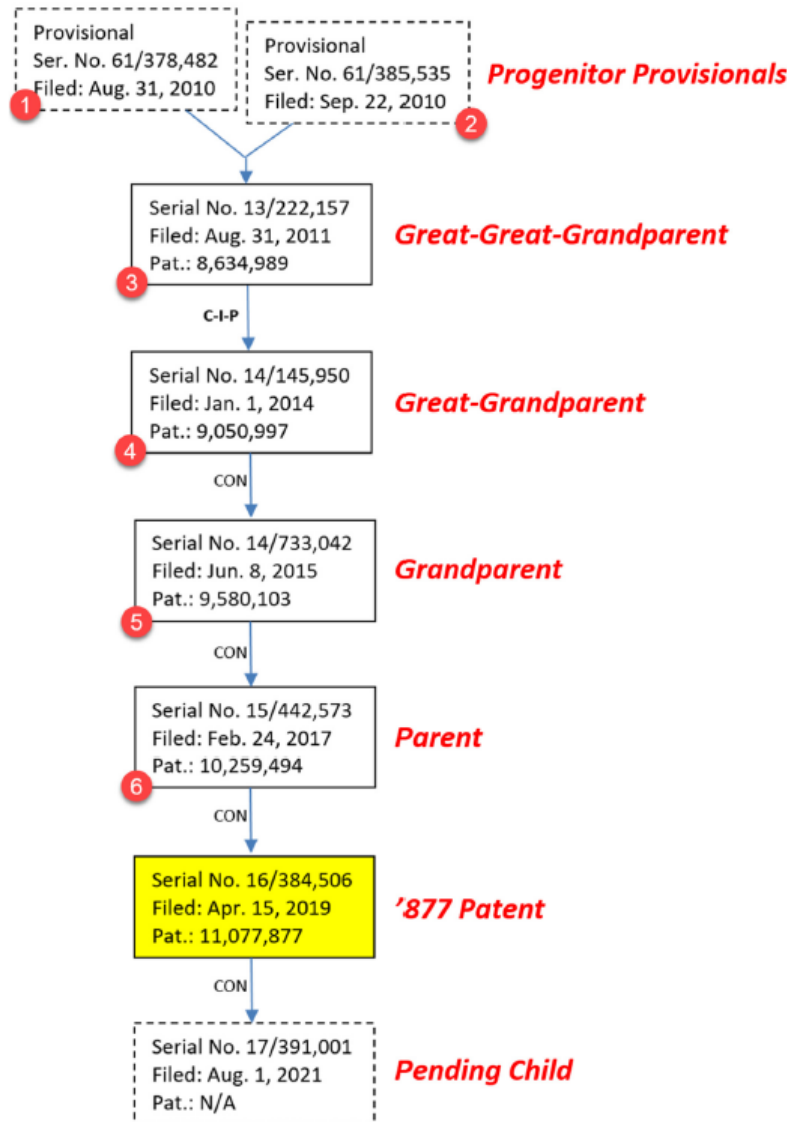 Provisional
Ser. No. 61/378,482
Filed: Aug. 31, 2010
1
Provisional
Ser. No. 61/385,535
Filed: Sep. 22, 2010
2
Progenitor Provisionals
Serial No. 13/222,157
Filed: Aug. 31, 2011
Pat.: 8,634,989
3
Great-Great-Grandparent
C-I-P
Serial No. 14/145,950
Filed: Jan. 1, 2014
Pat.: 9,050,997
4
Great-Grandparent
CON
Serial No. 14/733,042
Filed: Jun. 8, 2015
Pat.: 9,580,103
5
Grandparent
CON
Serial No. 15/442,573
Filed: Feb. 24, 2017
Pat.: 10,259,494
6
Parent
CON
Serial No. 16/384,506
Filed: Apr. 15, 2019
Pat.: 11,077,877
’877 Patent
CON
Serial No. 17/391,001
Filed: Aug. 1, 2021
Pat.: N/A
Pending Child